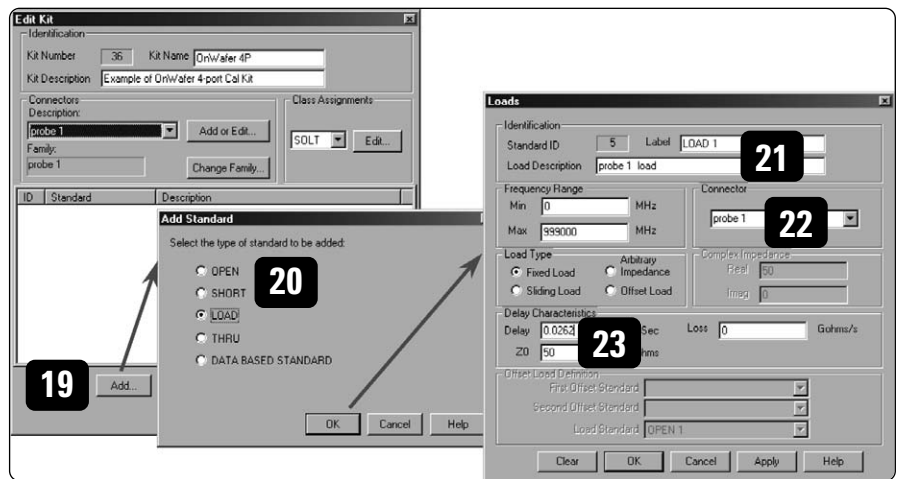 Edit Kit
Identification
Kit Number 36 Kit Name OnWafer 4P
Kit Description Example of OnWafer 4-port Cal Kit
Connectors
Description:
probe 1
Add or Edit...
Family:
probe 1
Change Family...
Class Assignments
SOLT Edit...
ID Standard Description
19 Add...
Add Standard
Select the type of standard to be added:
OPEN
SHORT
LOAD
THRU
DATA BASED STANDARD
20
OK Cancel Help
Loads
Identification
Standard ID 5 Label LOAD 1
Load Description probe 1 load
21
Frequency Range
Min 0 MHz
Max 999000 MHz
Connector
probe 1
22
Load Type
Fixed Load
Arbitrary
Impedance
Sliding Load
Offset Load
Complex Impedance
Real 50
Imag 0
Delay Characteristics
Delay 0.0262 Sec Loss 0 Gohms/s
Z0 50 hms
23
Offset Load Definition
First Offset Standard
Second Offset Standard
Load Standard OPEN 1
Clear OK Cancel Apply Help